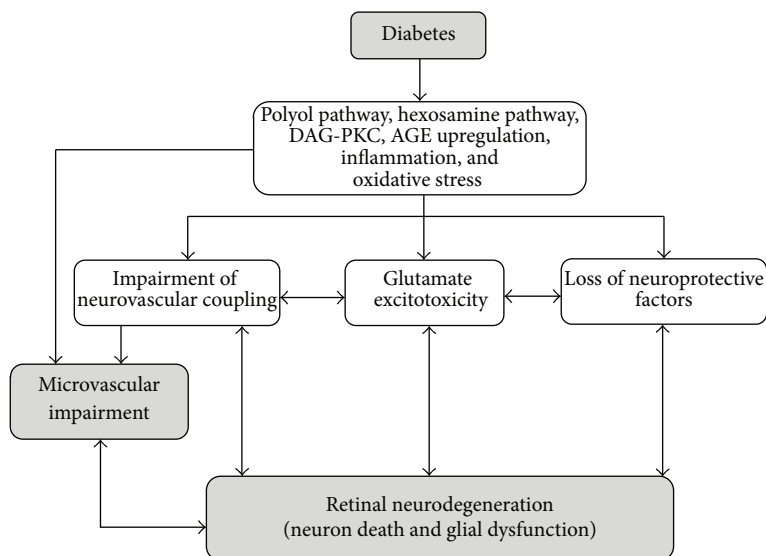 Diabetes
Polyol pathway, hexosamine pathway,
DAG-PKC, AGE upregulation,
inflammation, and
oxidative stress
Impairment of
neurovascular coupling
Glutamate
excitotoxicity
Loss of neuroprotective
factors
Microvascular
impairment
Retinal neurodegeneration
(neuron death and glial dysfunction)